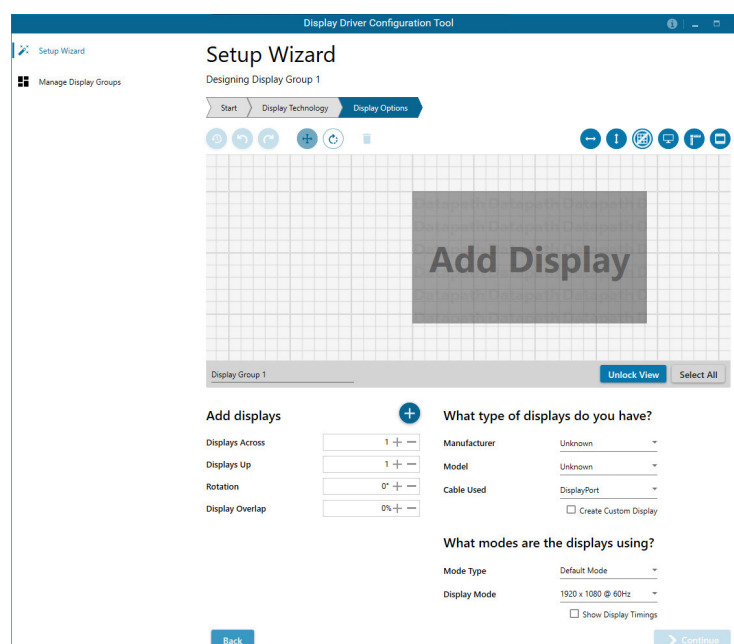 Display Driver Configuration Tool
Setup Wizard
Manage Display Groups
Setup Wizard
Designing Display Group 1
Start
Display Technology
Display Options
Add Display
Display Group 1
Unlock View
Select All
Add displays
Displays Across
1
Displays Up
1
Rotation
0°
Display Overlap
0%
What type of displays do you have?
Manufacturer
Unknown
Model
Unknown
Cable Used
DisplayPort
Create Custom Display
What modes are the displays using?
Mode Type
Default Mode
Display Mode
1920 x 1080 @ 60Hz
Show Display Timings
Back
Continue